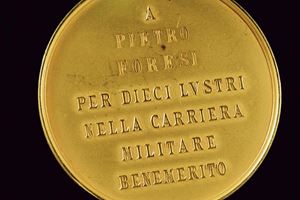 A
PIETRO
FORESI
PER DIECI LVSTRI
NELLA CARRIERA
MILITARE
BENEMERITO